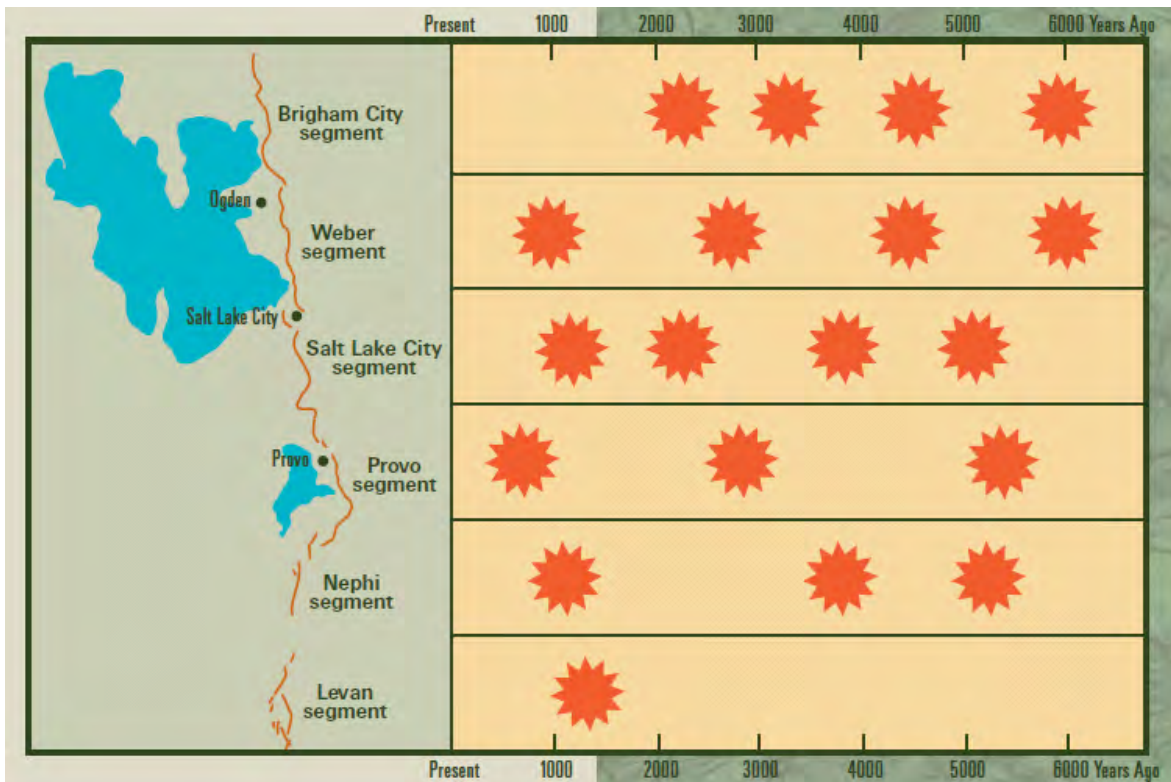 Present 1000 2000 3000 4000 5000 6000 Years Ago
Brigham City
segment
Ogden
Weber
segment
Salt Lake City
Salt Lake City
segment
Provo
Provo
segment
Nephi
segment
Levan
segment
Present 1000 2000 3000 4000 5000 6000 Years Ago